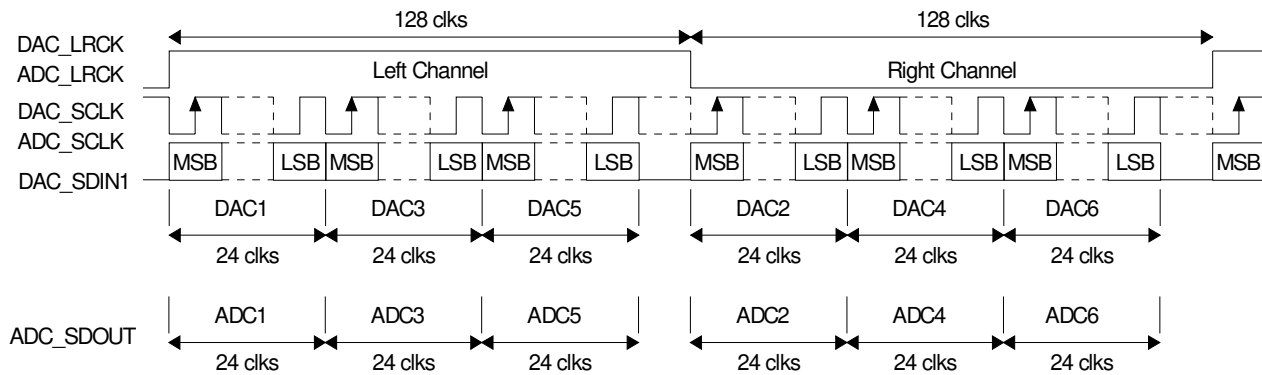 128 clks 128 clks
DAC_LRCK
ADC_LRCK Left Channel Right Channel
DAC_SCLK
ADC_SCLK
MSB LSB MSB LSB MSB LSB MSB LSB MSB LSB MSB LSB MSB
DAC_SDIN1
DAC1 DAC3 DAC5 DAC2 DAC4 DAC6
24 clks 24 clks 24 clks 24 clks 24 clks 24 clks
ADC1 ADC3 ADC5 ADC2 ADC4 ADC6
ADC_SDOUT
24 clks 24 clks 24 clks 24 clks 24 clks 24 clks